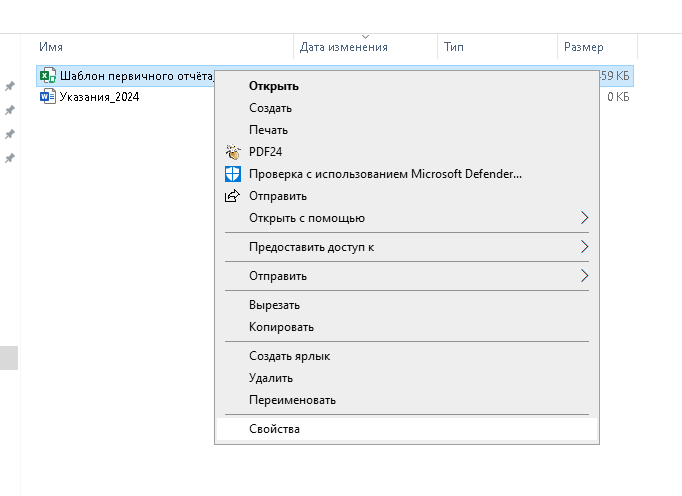 Имя Дата изменения Тип Размер
Шаблон первичного отчёта_ 59 КБ
Указания_2024 0 КБ
Открыть
Создать
Печать
PDF24
Проверка с использованием Microsoft Defender...
Отправить
Открыть с помощью
Предоставить доступ к
Отправить
Вырезать
Копировать
Создать ярлык
Удалить
Переименовать
Свойства